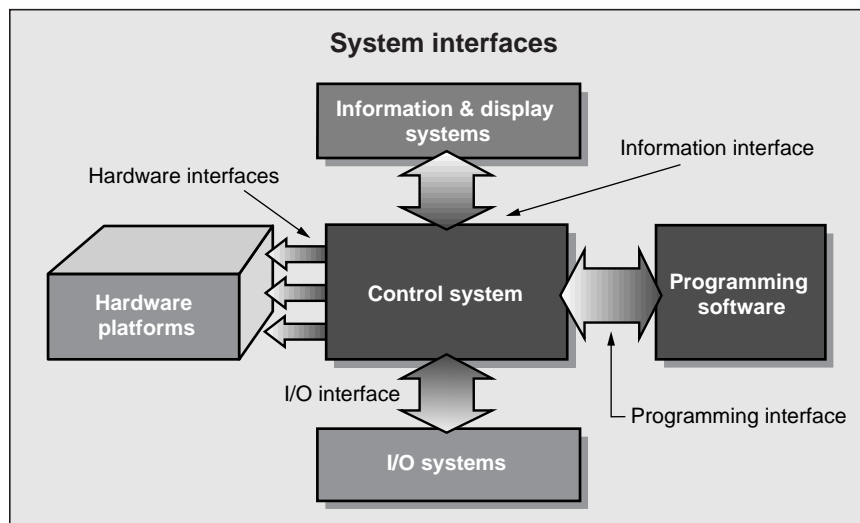 System interfaces
Information & display
systems
Information interface
Hardware interfaces
Hardware
platforms
Control system
Programming
software
I/O interface
Programming interface
I/O systems